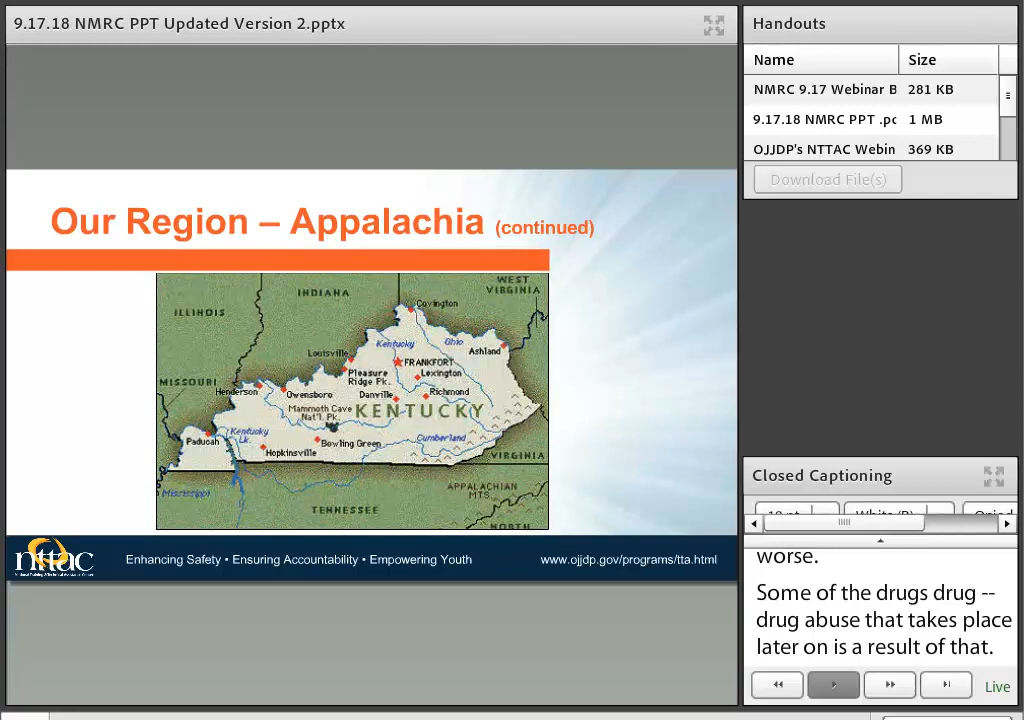 9.17.18 NMRC PPT Updated Version 2.pptx
Our Region – Appalachia (continued)
WEST
VIRGINIA
INDIANA
ILLINOIS
Covington
Kentucky
Ohio
Ashland
Louisville
FRANKFORT
Pleasure
Ridge Pk.
Lexington
MISSOURI
Henderson
Owensboro
Danville
Richmond
Mammoth Cave
Nat'l. Pk.
KENTUCKY
Paducah
Kentucky
Lk.
Bowling Green
Cumberland
Hopkinsville
VIRGINIA
Mississippi
APPALACHIAN
MTS.
TENNESSEE
NORTH
nttac
Enhancing Safety • Ensuring Accountability • Empowering Youth
www.ojjdp.gov/programs/tta.html
Handouts
Name Size
NMRC 9.17 Webinar B 281 KB
9.17.18 NMRC PPT .pc 1 MB
OJJDP's NTTAC Webin 369 KB
Download File(s)
Closed Captioning
worse.
Some of the drugs drug --
drug abuse that takes place
later on is a result of that.
Live